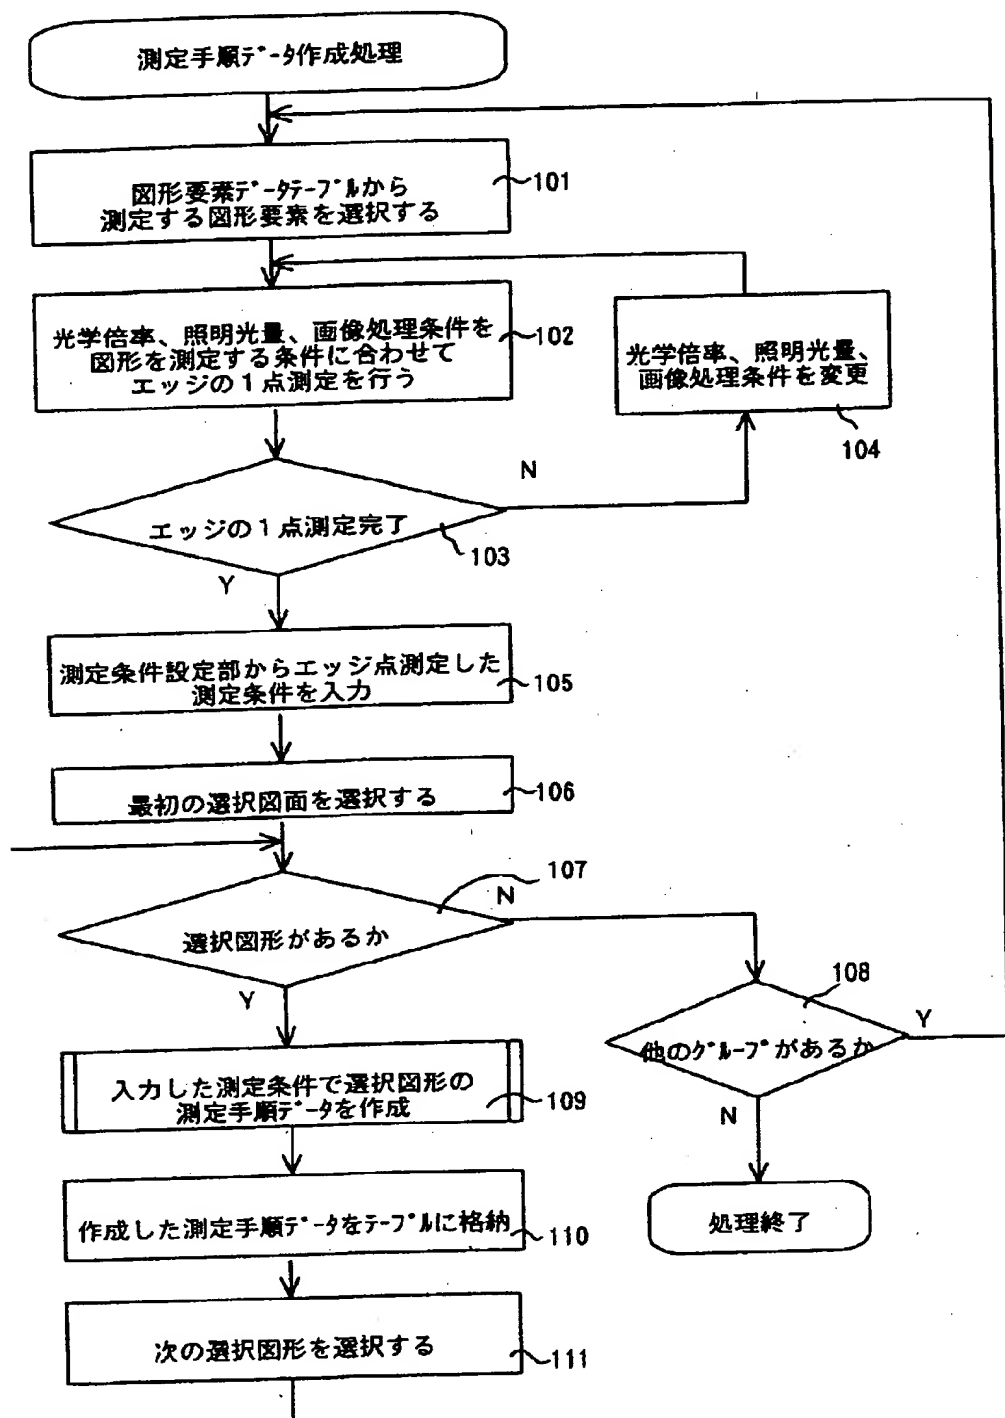 測定手順ﾃﾞｰﾀ作成処理
図形要素ﾃﾞｰﾀﾃｰﾌﾞﾙから
測定する図形要素を選択する
101
光学倍率、照明光量、画像処理条件を
図形を測定する条件に合わせて
エッジの１点測定を行う
102
光学倍率、照明光量、
画像処理条件を変更
104
エッジの１点測定完了
103
N
Y
測定条件設定部からエッジ点測定した
測定条件を入力
105
最初の選択図面を選択する
106
選択図形があるか
107
N
Y
他のｸﾞﾙｰﾌﾟがあるか
108
Y
N
入力した測定条件で選択図形の
測定手順ﾃﾞｰﾀを作成
109
作成した測定手順ﾃﾞｰﾀをﾃｰﾌﾞﾙに格納
110
処理終了
次の選択図形を選択する
111